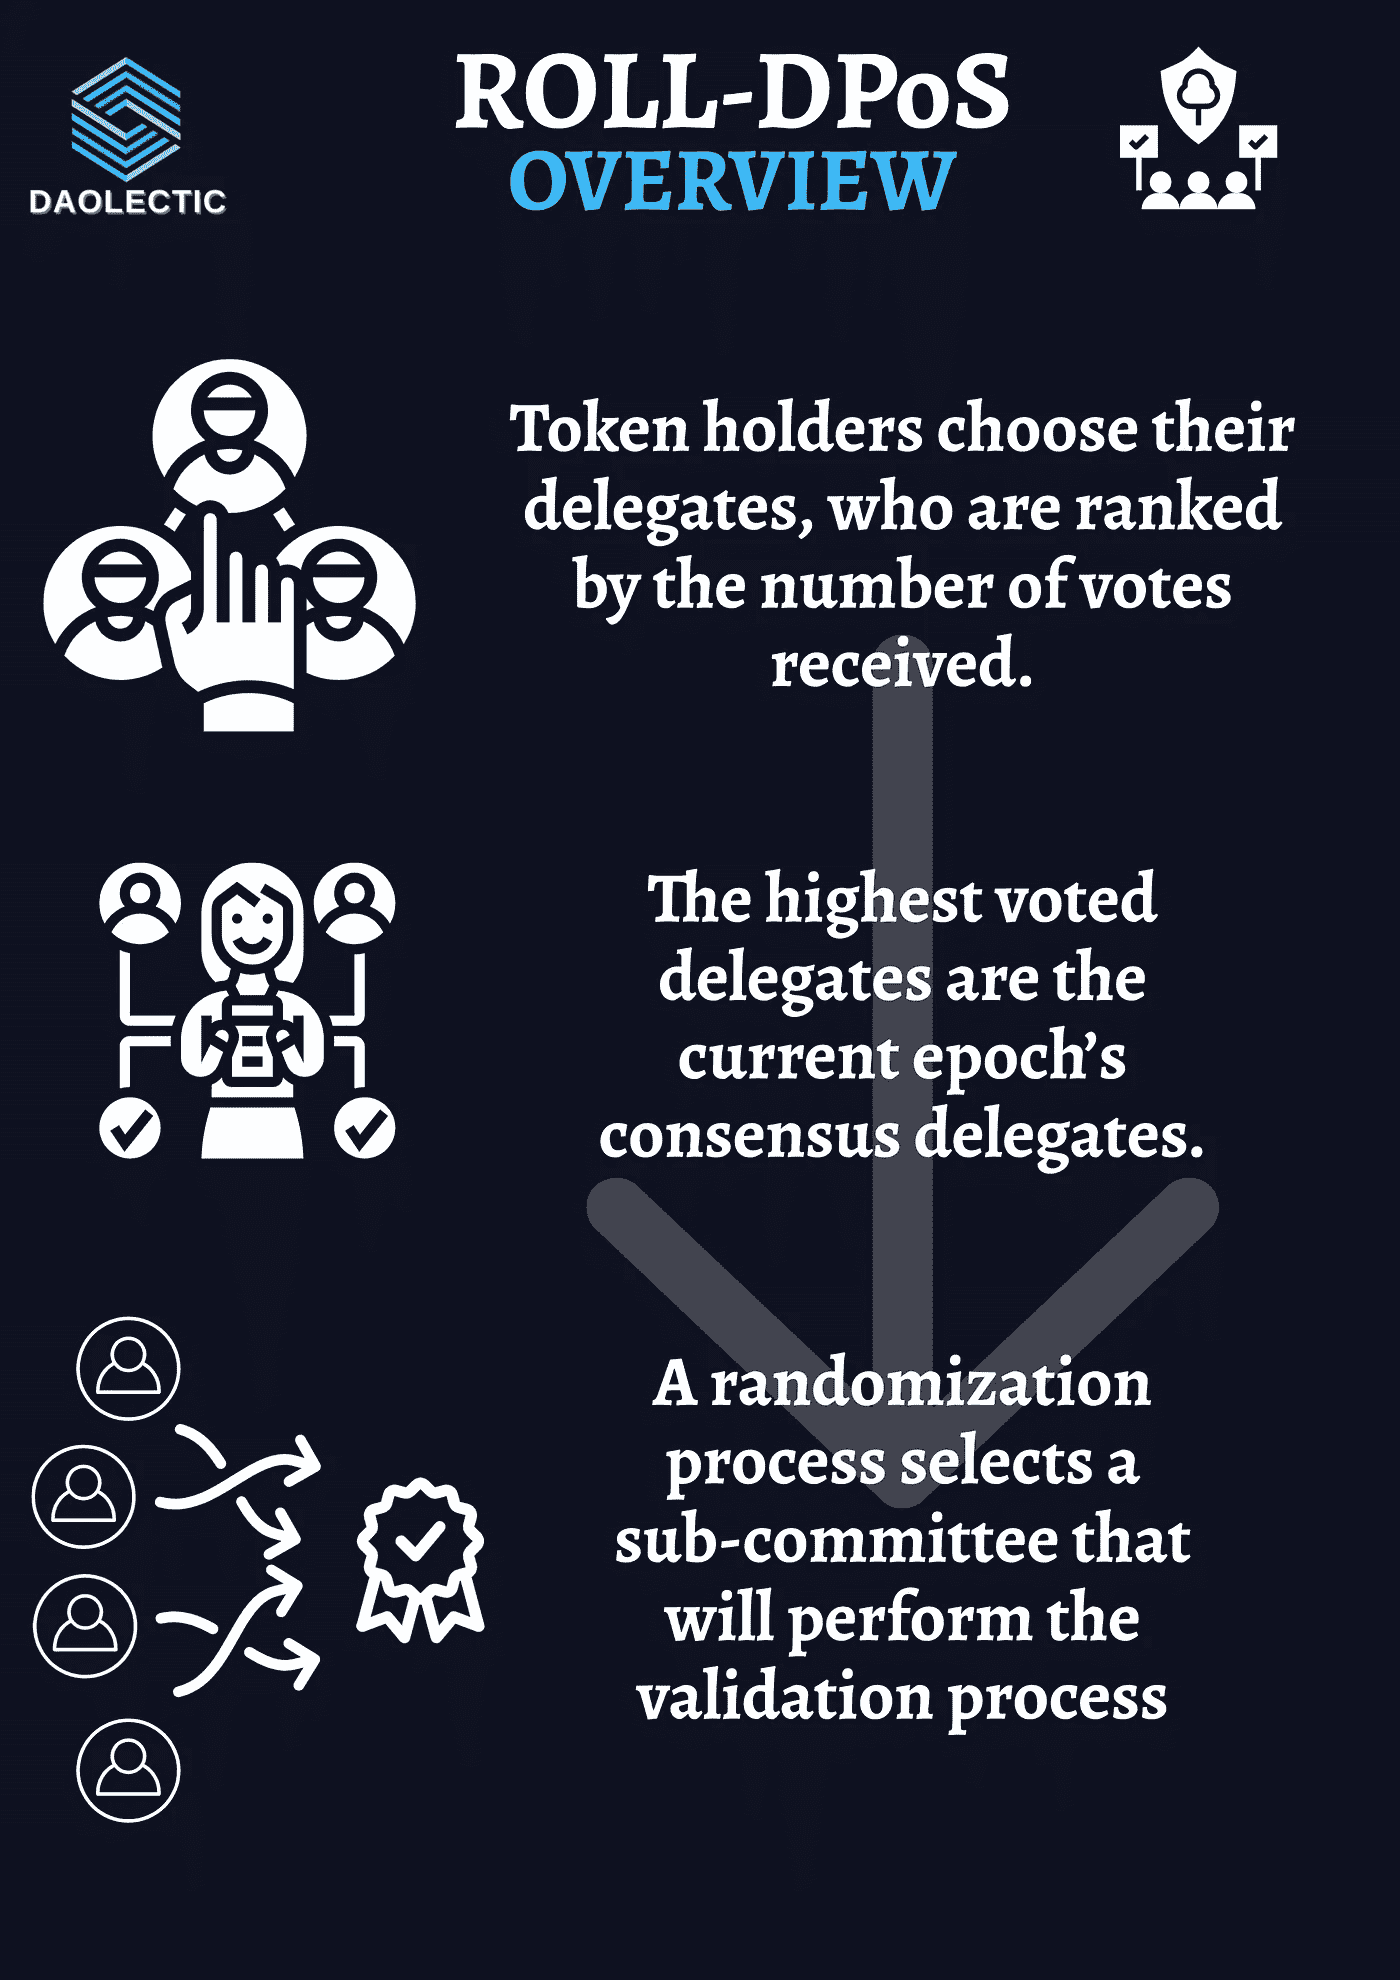 DAOLECTIC
ROLL-DPoS
OVERVIEW
Token holders choose their
delegates, who are ranked
by the number of votes
received.
The highest voted
delegates are the
current epoch’s
consensus delegates.
A randomization
process selects a
sub-committee that
will perform the
validation process